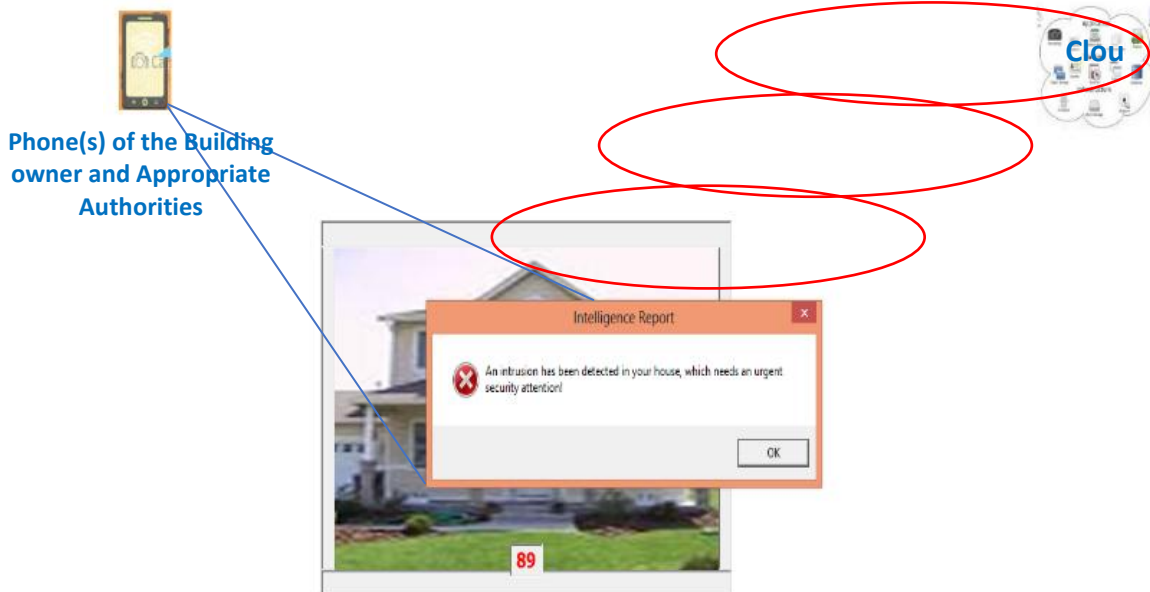 Clou
Phone(s) of the Building
owner and Appropriate
Authorities
Intelligence Report
An intrusion has been detected in your house, which needs an urgent
security attention!
OK
89